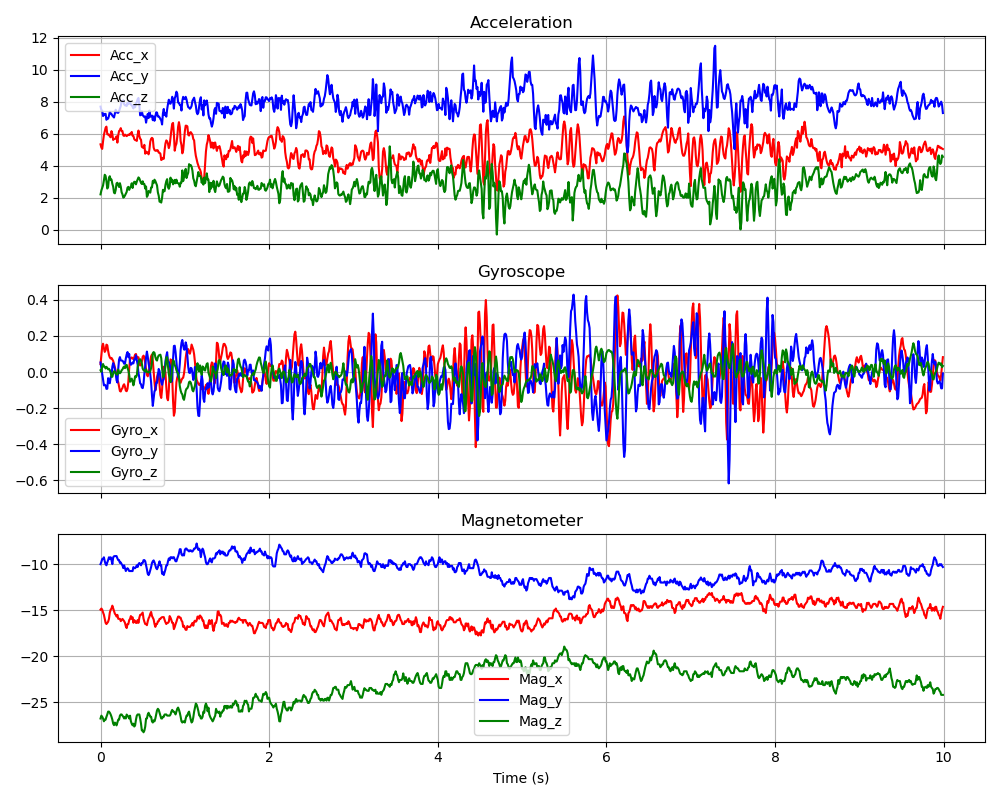 Acceleration
12
10
8
6
4
2
0
Acc_x
Acc_y
Acc_z
Gyroscope
0.4
0.2
0.0
−0.2
−0.4
−0.6
Gyro_x
Gyro_y
Gyro_z
Magnetometer
−10
−15
−20
−25
Mag_x
Mag_y
Mag_z
0 2 4 6 8 10
Time (s)